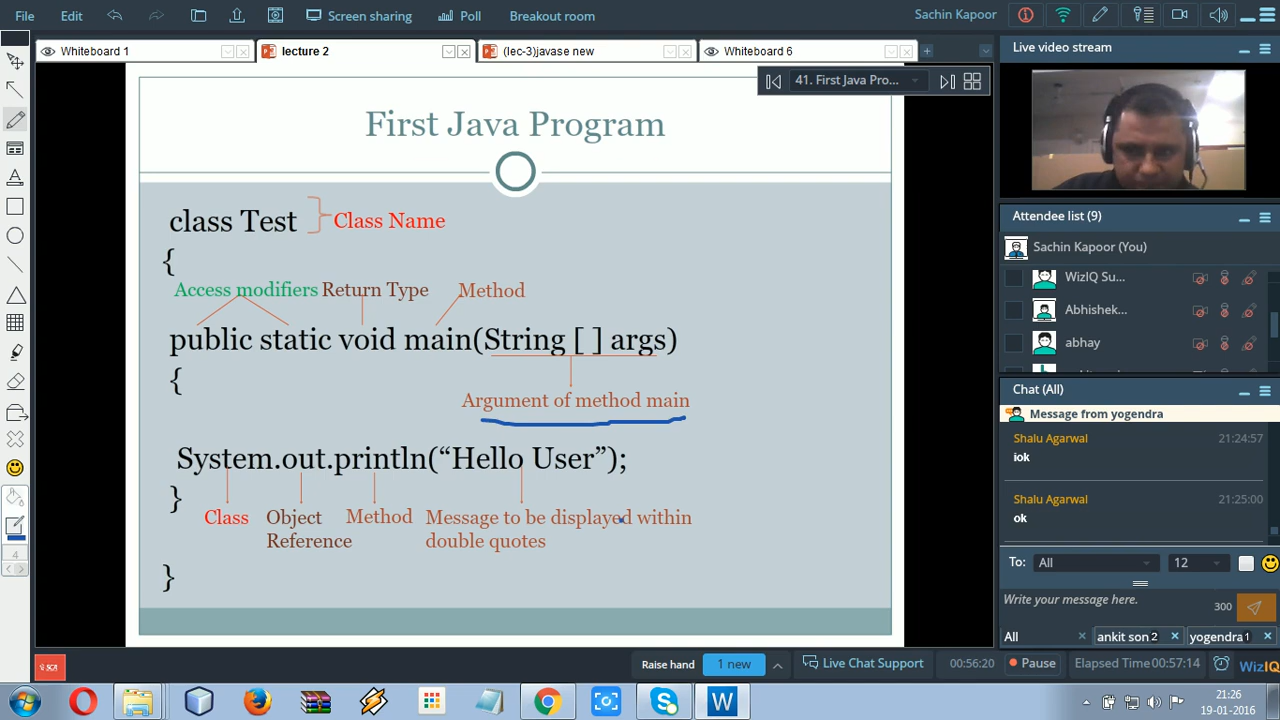 File Edit Screen sharing Poll Breakout room Sachin Kapoor
Whiteboard 1 lecture 2 (lec-3)javase new Whiteboard 6
41. First Java Pro...
First Java Program
class Test Class Name
{
Access modifiers Return Type Method
public static void main(String [ ] args)
{
Argument of method main
System.out.println(“Hello User”);
}
Class Object Reference Method Message to be displayed within double quotes
}
Live video stream
Attendee list (9)
Sachin Kapoor (You)
WizIQ Su...
Abhishek...
abhay
Chat (All)
Message from yogendra
Shalu Agarwal 21:24:57
iok
Shalu Agarwal 21:25:00
ok
To: All 12
Write your message here. 300
All ankit son 2 yogendra 1
4
Raise hand 1 new Live Chat Support 00:56:20 Pause Elapsed Time 00:57:14 WizIQ
21:26
19-01-2016